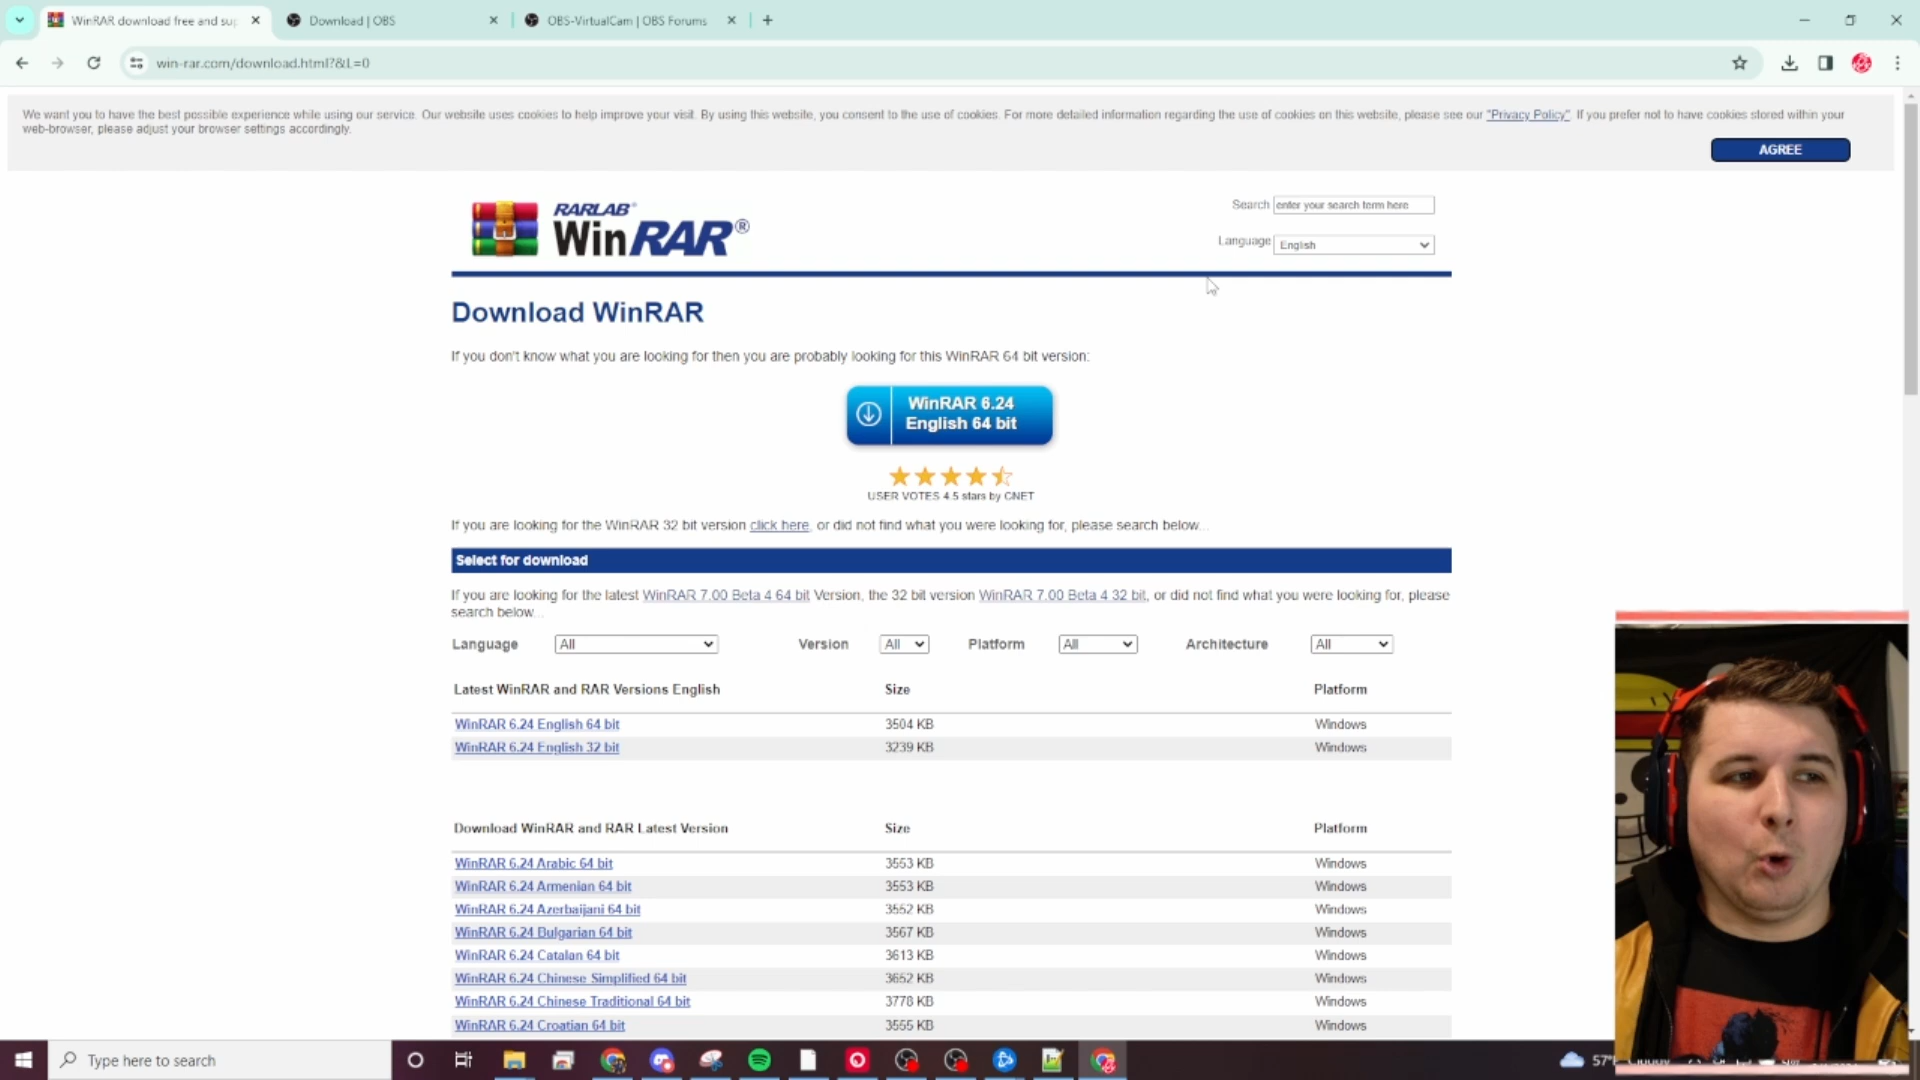 WinRAR download free and sup
Download | OBS
OBS-VirtualCam | OBS Forums
win-rar.com/download.html?&L=0
We want you to have the best possible experience while using our service. Our website uses cookies to help improve your visit. By using this website, you consent to the use of cookies. For more detailed information regarding the use of cookies on this website, please see our "Privacy Policy". If you prefer not to have cookies stored within your
web-browser, please adjust your browser settings accordingly.
AGREE
RARLAB®
WinRAR®
Search enter your search term here
Language English
Download WinRAR
If you don't know what you are looking for then you are probably looking for this WinRAR 64 bit version:
WinRAR 6.24
English 64 bit
USER VOTES 4.5 stars by CNET
If you are looking for the WinRAR 32 bit version click here, or did not find what you were looking for, please search below...
Select for download
If you are looking for the latest WinRAR 7.00 Beta 4 64 bit Version, the 32 bit version WinRAR 7.00 Beta 4 32 bit, or did not find what you were looking for, please
search below...
Language All Version All Platform All Architecture All
Latest WinRAR and RAR Versions English Size Platform
WinRAR 6.24 English 64 bit 3504 KB Windows
WinRAR 6.24 English 32 bit 3239 KB Windows
Download WinRAR and RAR Latest Version Size Platform
WinRAR 6.24 Arabic 64 bit 3553 KB Windows
WinRAR 6.24 Armenian 64 bit 3553 KB Windows
WinRAR 6.24 Azerbaijani 64 bit 3552 KB Windows
WinRAR 6.24 Bulgarian 64 bit 3567 KB Windows
WinRAR 6.24 Catalan 64 bit 3613 KB Windows
WinRAR 6.24 Chinese Simplified 64 bit 3652 KB Windows
WinRAR 6.24 Chinese Traditional 64 bit 3778 KB Windows
WinRAR 6.24 Croatian 64 bit 3555 KB Windows
Type here to search
57°F Cloudy